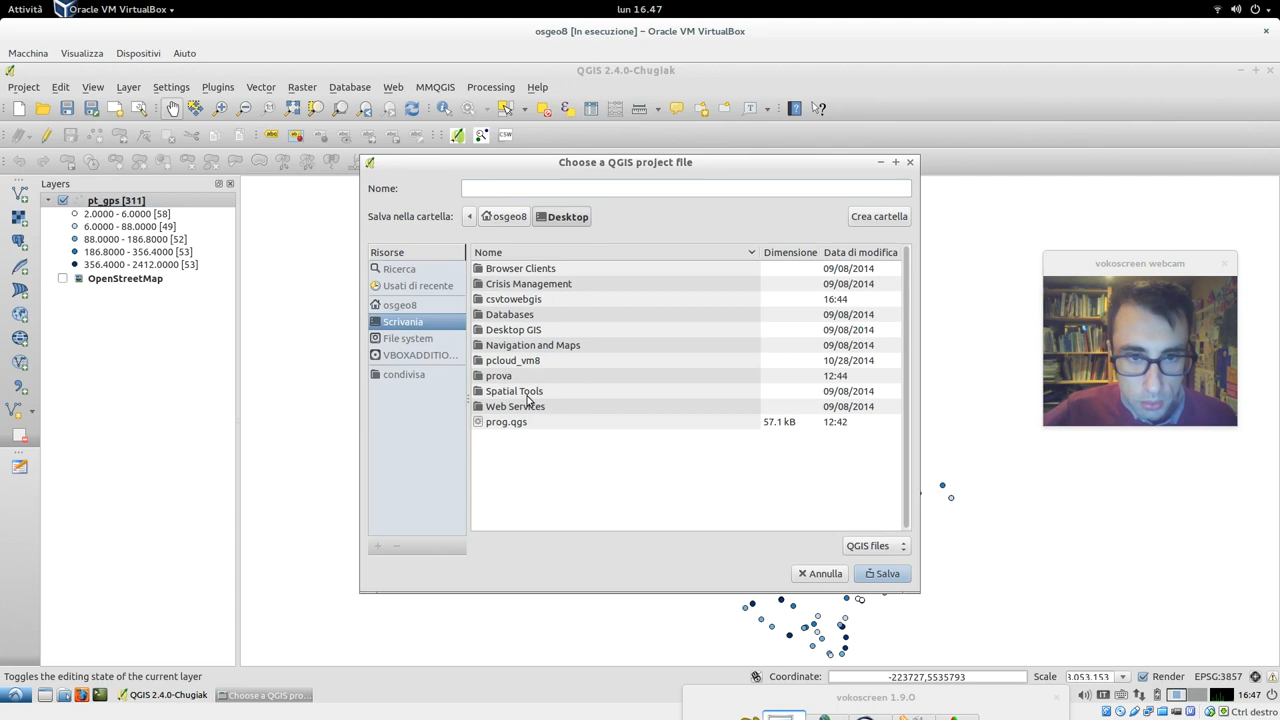 Attività Oracle VM VirtualBox lun 16.47
osgeo8 [In esecuzione] – Oracle VM VirtualBox ×
Macchina Visualizza Dispositivi Aiuto
QGIS 2.4.0-Chugiak
Project Edit View Layer Settings Plugins Vector Raster Database Web MMQGIS Processing Help
CSW
Choose a QGIS project file
Layers
pt_gps [311]
2.0000 - 6.0000 [58]
6.0000 - 88.0000 [49]
88.0000 - 186.8000 [52]
186.8000 - 356.4000 [53]
356.4000 - 2412.0000 [53]
OpenStreetMap
Nome:
Salva nella cartella: osgeo8 Desktop Crea cartella
Risorse
Ricerca
Usati di recente
osgeo8
Scrivania
File system
VBOXADDITIO...
condivisa
Nome Dimensione Data di modifica
Browser Clients 09/08/2014
Crisis Management 09/08/2014
csvtowebgis 16:44
Databases 09/08/2014
Desktop GIS 09/08/2014
Navigation and Maps 09/08/2014
pcloud_vm8 10/28/2014
prova 12:44
Spatial Tools 09/08/2014
Web Services 09/08/2014
prog.qgs 57.1 kB 12:42
QGIS files
Annulla Salva
vokoscreen webcam
Toggles the editing state of the current layer Coordinate: -223727,5535793 Scale 3.053.153 Render EPSG:3857
QGIS 2.4.0-Chugiak Choose a QGIS pro... vokoscreen 1.9.0 IT 16:47
Ctrl destro